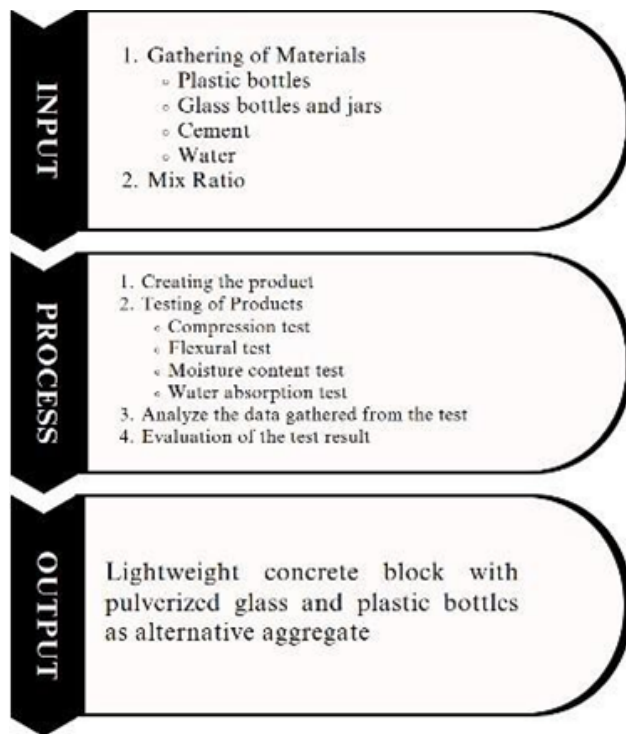 INPUT
1. Gathering of Materials
◦ Plastic bottles
◦ Glass bottles and jars
◦ Cement
◦ Water
2. Mix Ratio
PROCESS
1. Creating the product
2. Testing of Products
◦ Compression test
◦ Flexural test
◦ Moisture content test
◦ Water absorption test
3. Analyze the data gathered from the test
4. Evaluation of the test result
OUTPUT
Lightweight concrete block with
pulverized glass and plastic bottles
as alternative aggregate